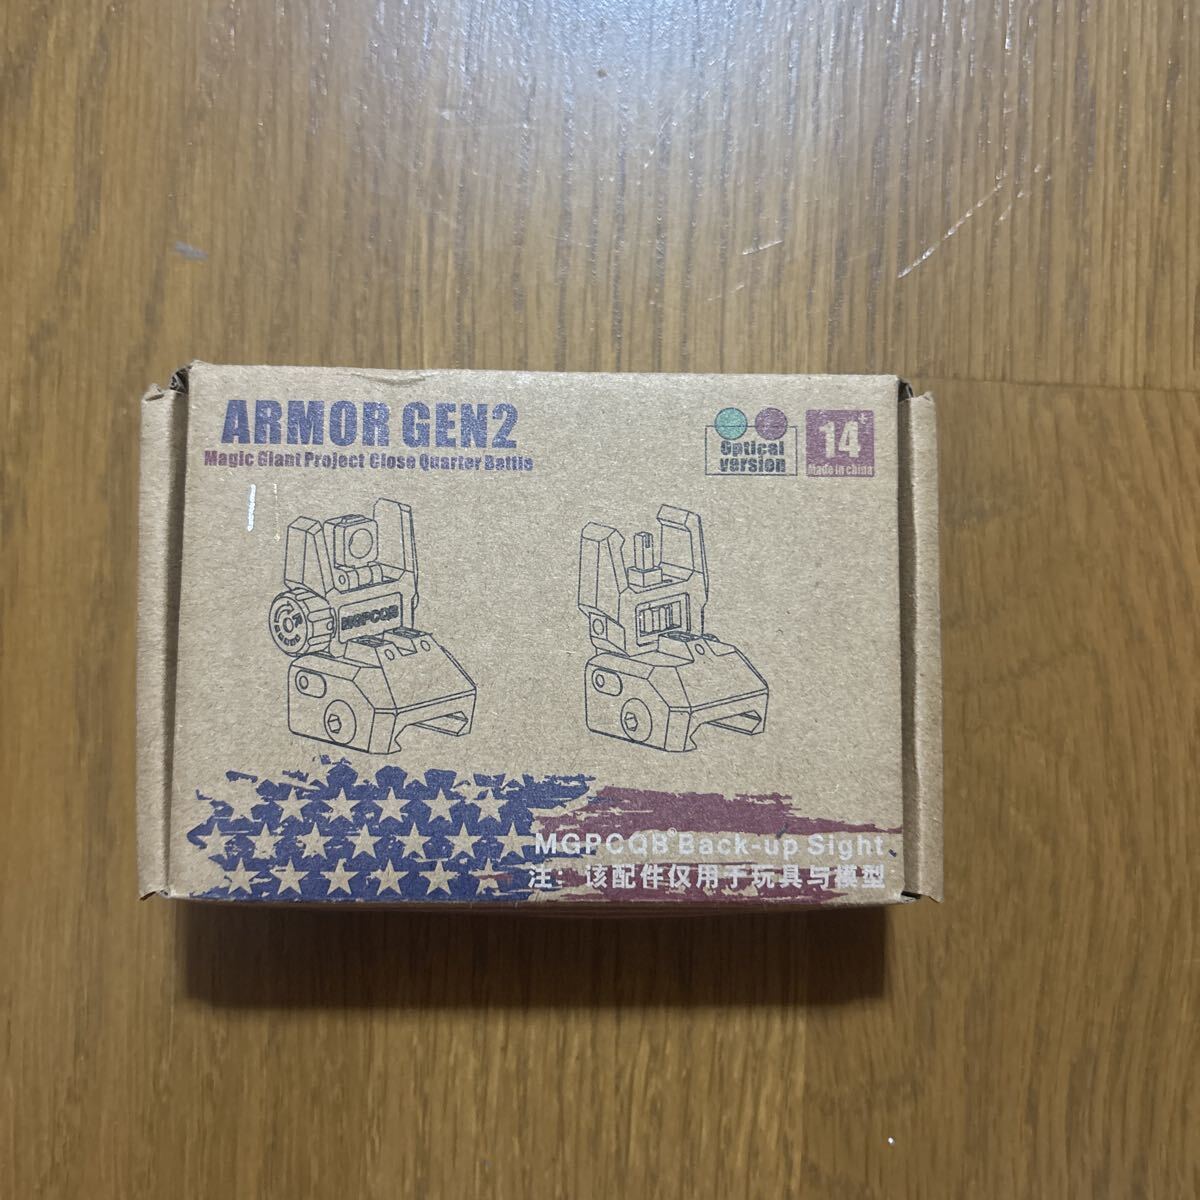 ARMOR GEN2
Magic Giant Project Close Quarter Battle
Optical
version
14+
Made in china
MGPCQB
MGPCQB® Back-up Sight
注：该配件仅用于玩具与模型